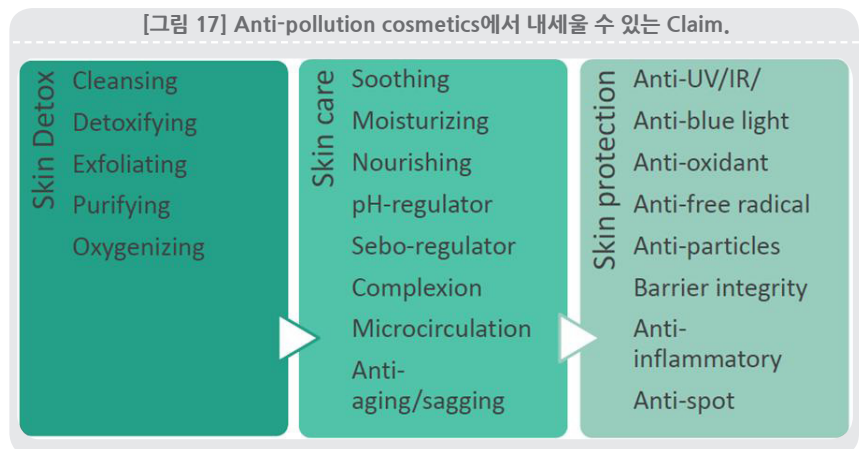 [그림 17] Anti-pollution cosmetics에서 내세울 수 있는 Claim.
Skin Detox
Cleansing
Detoxifying
Exfoliating
Purifying
Oxygenizing
Skin care
Soothing
Moisturizing
Nourishing
pH-regulator
Sebo-regulator
Complexion
Microcirculation
Anti-
aging/sagging
Skin protection
Anti-UV/IR/
Anti-blue light
Anti-oxidant
Anti-free radical
Anti-particles
Barrier integrity
Anti-
inflammatory
Anti-spot